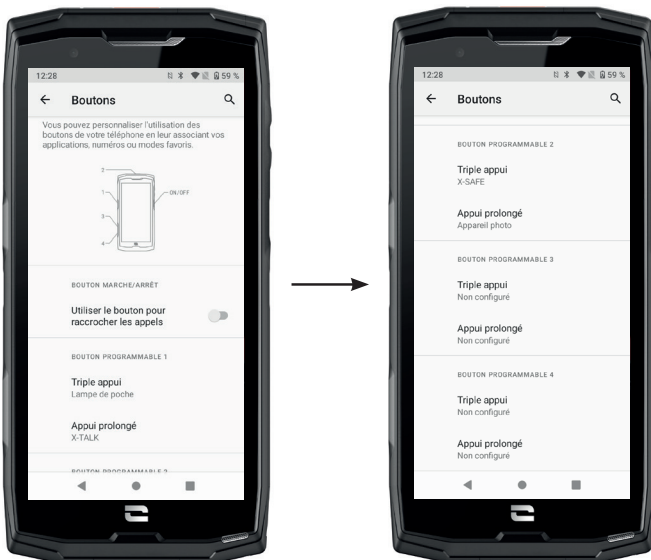 12:28
59 %
Boutons
Vous pouvez personnaliser l'utilisation des
boutons de votre téléphone en leur associant vos
applications, numéros ou modes favoris.
2
1
ON/OFF
3
4
BOUTON MARCHE/ARRÊT
Utiliser le bouton pour
raccrocher les appels
BOUTON PROGRAMMABLE 1
Triple appui
Lampe de poche
Appui prolongé
X-TALK
BOUTON PROGRAMMABLE 2
12:28
59 %
Boutons
BOUTON PROGRAMMABLE 2
Triple appui
X-SAFE
Appui prolongé
Appareil photo
BOUTON PROGRAMMABLE 3
Triple appui
Non configuré
Appui prolongé
Non configuré
BOUTON PROGRAMMABLE 4
Triple appui
Non configuré
Appui prolongé
Non configuré